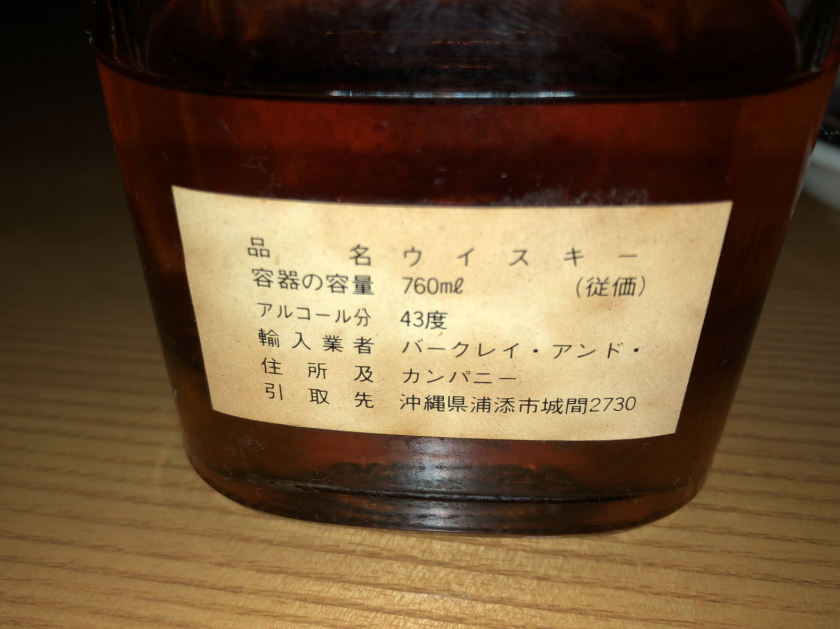 品名 ウイスキー
容器の容量 760㎖ (従価)
アルコール分 43度
輸入業者 バークレイ・アンド・
住所及 カンパニー
引取先 沖縄県浦添市城間2730